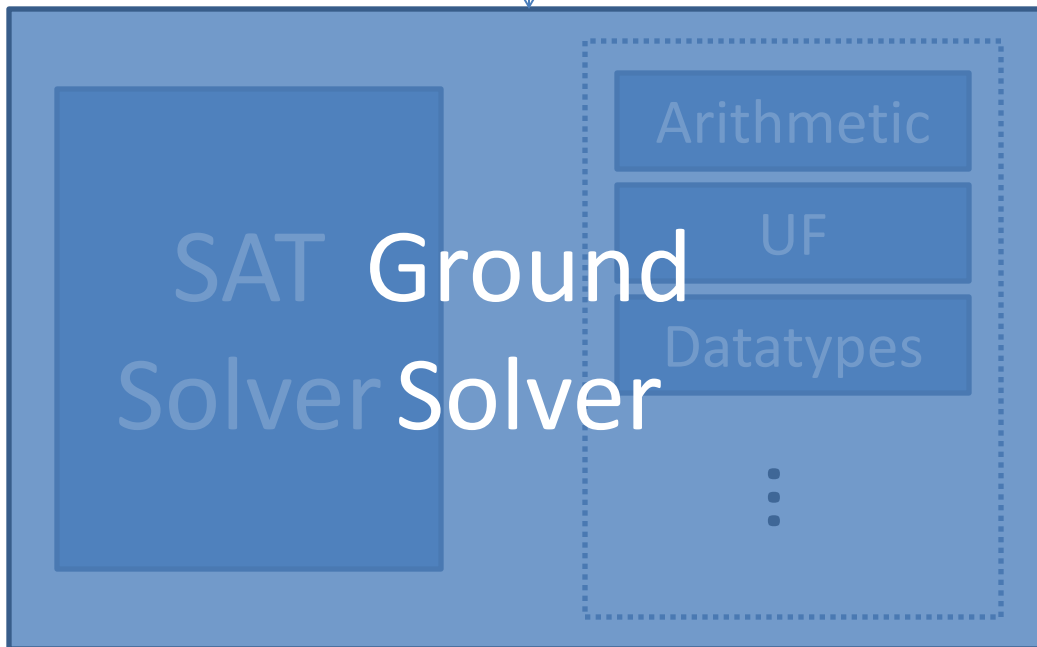 Arithmetic
UF
Datatypes
SAT
Solver
Ground
Solver